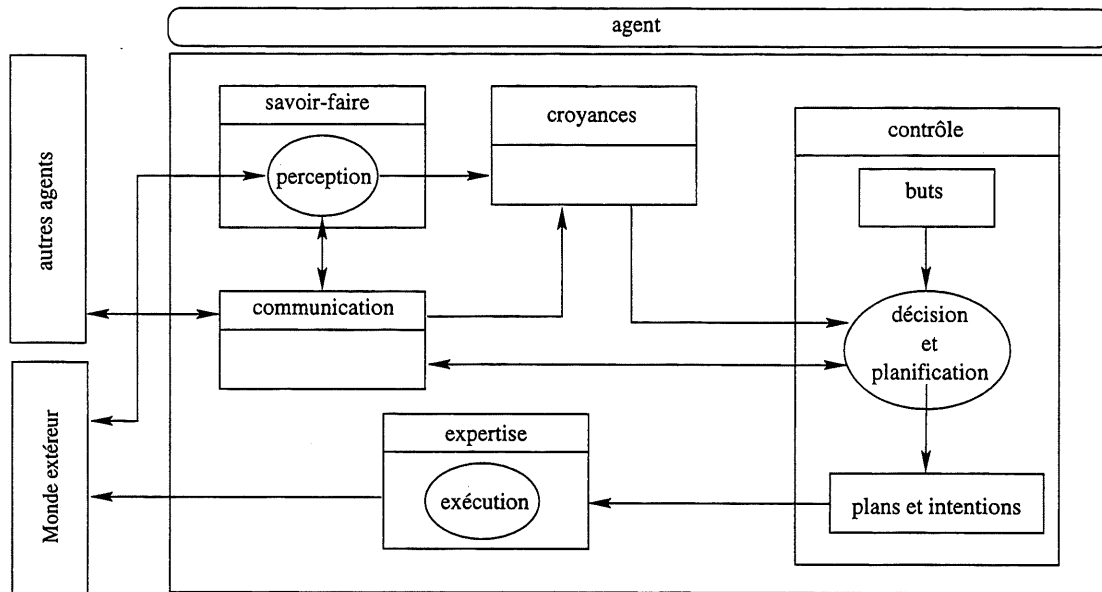 agent
autres agents
Monde extéreur
savoir-faire
perception
croyances
communication
contrôle
buts
décision
et
planification
plans et intentions
expertise
exécution